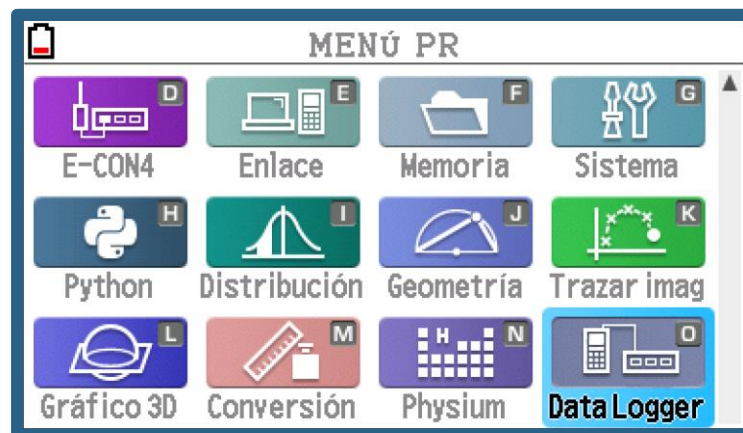 MENÚ PR
D E F G
E-CON4 Enlace Memoria Sistema
H I J K
Python Distribución Geometría Trazar imag
L M H N O
Gráfico 3D Conversión Physium Data Logger